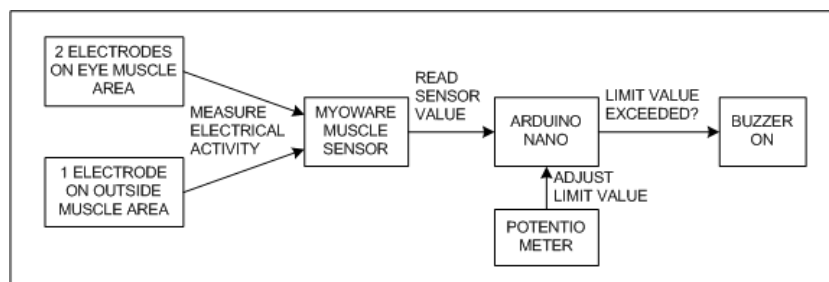 2 ELECTRODES
ON EYE MUSCLE
AREA
MEASURE
ELECTRICAL
ACTIVITY
1 ELECTRODE
ON OUTSIDE
MUSCLE AREA
MYOWARE
MUSCLE
SENSOR
READ
SENSOR
VALUE
ARDUINO
NANO
LIMIT VALUE
EXCEEDED?
BUZZER
ON
ADJUST
LIMIT VALUE
POTENTIO
METER